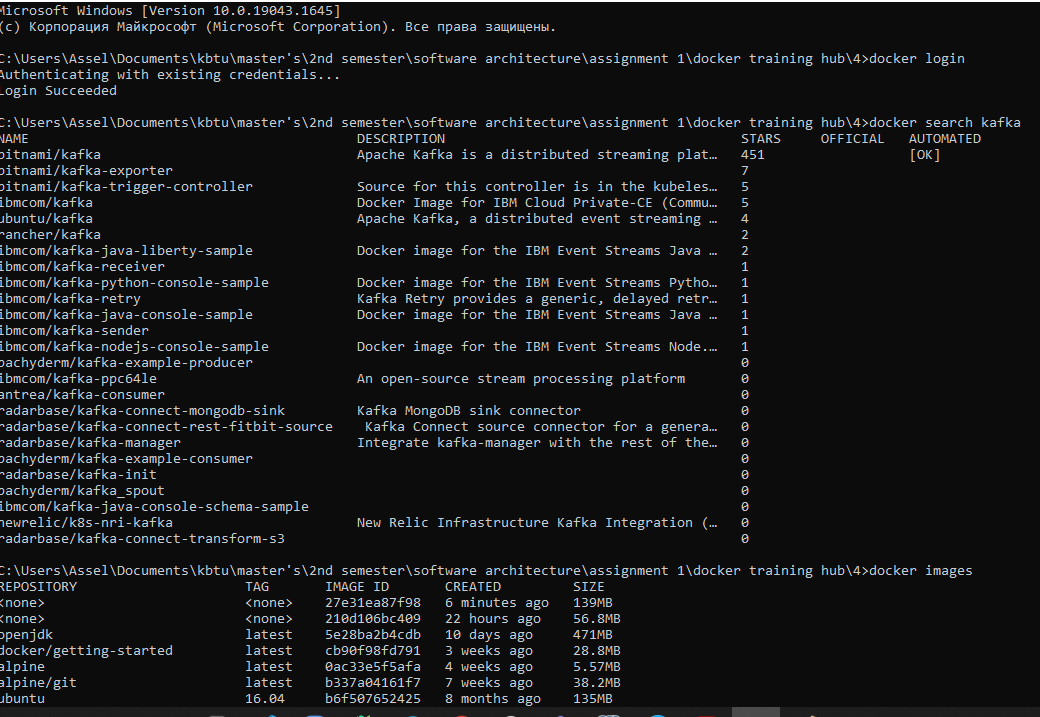 Microsoft Windows [Version 10.0.19043.1645]
(c) Корпорация Майкрософт (Microsoft Corporation). Все права защищены.
C:\Users\Assel\Documents\kbtu\master's\2nd semester\software architecture\assignment 1\docker training hub\4>docker login
Authenticating with existing credentials...
Login Succeeded
C:\Users\Assel\Documents\kbtu\master's\2nd semester\software architecture\assignment 1\docker training hub\4>docker search kafka
NAME DESCRIPTION STARS OFFICIAL AUTOMATED
bitnami/kafka Apache Kafka is a distributed streaming plat… 451 [OK]
bitnami/kafka-exporter 7
bitnami/kafka-trigger-controller Source for this controller is in the kubeles… 5
ibmcom/kafka Docker Image for IBM Cloud Private-CE (Commu… 5
ubuntu/kafka Apache Kafka, a distributed event streaming … 4
rancher/kafka 2
ibmcom/kafka-java-liberty-sample Docker image for the IBM Event Streams Java … 2
ibmcom/kafka-receiver 1
ibmcom/kafka-python-console-sample Docker image for the IBM Event Streams Pytho… 1
ibmcom/kafka-retry Kafka Retry provides a generic, delayed retr… 1
ibmcom/kafka-java-console-sample Docker image for the IBM Event Streams Java … 1
ibmcom/kafka-sender 1
ibmcom/kafka-nodejs-console-sample Docker image for the IBM Event Streams Node.… 1
pachyderm/kafka-example-producer 0
ibmcom/kafka-ppc64le An open-source stream processing platform 0
antrea/kafka-consumer 0
radarbase/kafka-connect-mongodb-sink Kafka MongoDB sink connector 0
radarbase/kafka-connect-rest-fitbit-source Kafka Connect source connector for a genera… 0
radarbase/kafka-manager Integrate kafka-manager with the rest of the… 0
pachyderm/kafka-example-consumer 0
radarbase/kafka-init 0
pachyderm/kafka_spout 0
ibmcom/kafka-java-console-schema-sample 0
newrelic/k8s-nri-kafka New Relic Infrastructure Kafka Integration (… 0
radarbase/kafka-connect-transform-s3 0
C:\Users\Assel\Documents\kbtu\master's\2nd semester\software architecture\assignment 1\docker training hub\4>docker images
REPOSITORY TAG IMAGE ID CREATED SIZE
<none> <none> 27e31ea87f98 6 minutes ago 139MB
<none> <none> 210d106bc409 22 hours ago 56.8MB
openjdk latest 5e28ba2b4cdb 10 days ago 471MB
docker/getting-started latest cb90f98fd791 3 weeks ago 28.8MB
alpine latest 0ac33e5f5afa 4 weeks ago 5.57MB
alpine/git latest b337a04161f7 7 weeks ago 38.2MB
ubuntu 16.04 b6f507652425 8 months ago 135MB